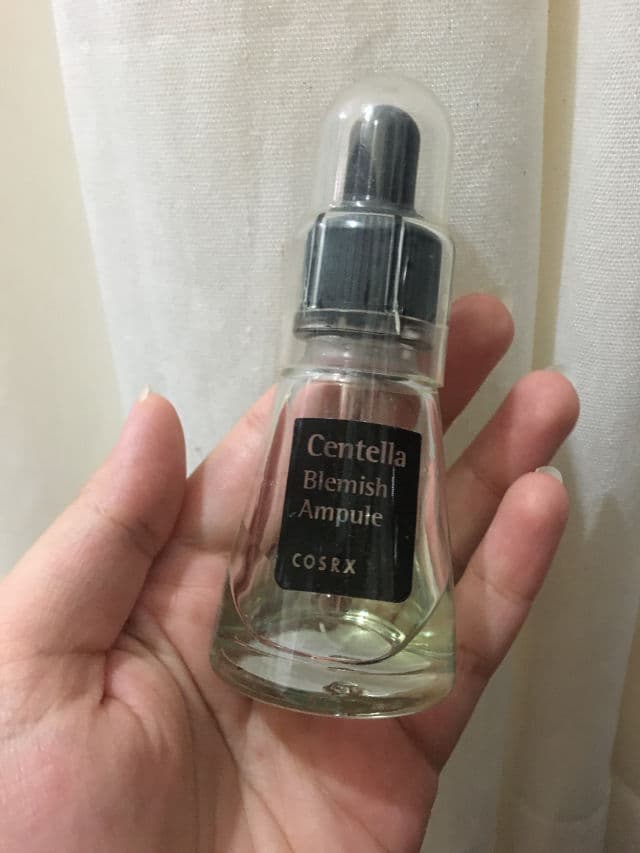 Centella
Blemish
Ampule
COSRX